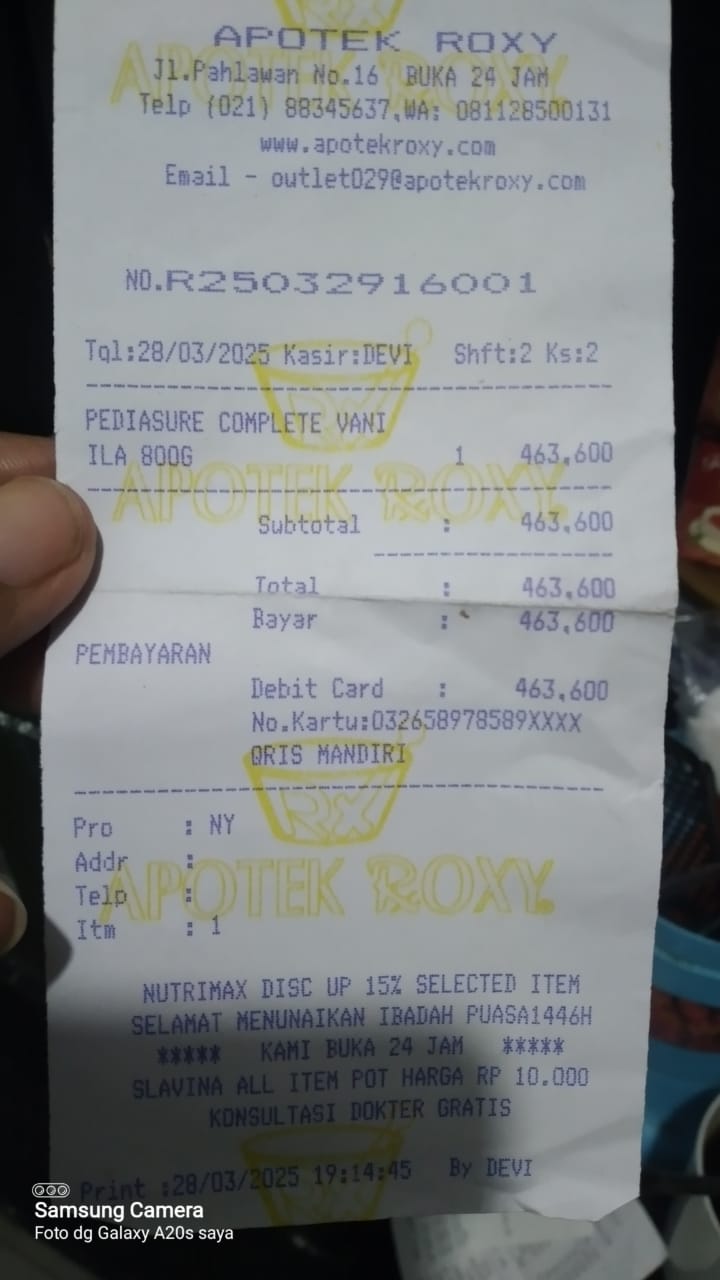 APOTEK ROXY
Jl.Pahlawan No.16 BUKA 24 JAM
Telp (021) 88345637,WA: 081128500131
www.apotekroxy.com
Email - outlet029@apotekroxy.com
NO.R25032916001
Tgl:28/03/2025 Kasir:DEVI Shft:2 Ks:2
PEDIASURE COMPLETE VANI
ILA 800G 1 463,600
Subtotal : 463,600
Total : 463,600
Bayar : 463,600
PEMBAYARAN
Debit Card : 463,600
No.Kartu:032658978589XXXX
QRIS MANDIRI
Pro : NY
Addr :
Telp :
Itm : 1
APOTEK ROXY
NUTRIMAX DISC UP 15% SELECTED ITEM
SELAMAT MENUNAIKAN IBADAH PUASA1446H
***** KAMI BUKA 24 JAM *****
SLAVINA ALL ITEM POT HARGA RP 10.000
KONSULTASI DOKTER GRATIS
Print :28/03/2025 19:14:45 By DEVI
Samsung Camera
Foto dg Galaxy A20s saya